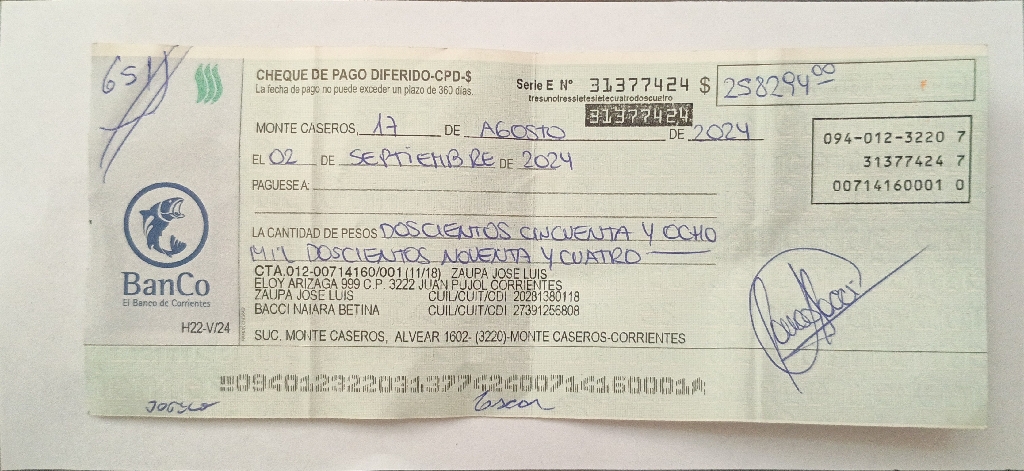 6511
CHEQUE DE PAGO DIFERIDO-CPD-$
La fecha de pago no puede exceder un plazo de 360 días.
Serie E Nº 31377424 $ 258294⁰⁰
tresunotressietesietecuatrodoscuatro
31377424
MONTE CASEROS, 17 DE AGOSTO DE 2024
EL 02 DE SEPTIEMBRE DE 2024
094-012-3220 7
31377424 7
00714160001 0
PAGUESE A:
LA CANTIDAD DE PESOS DOSCIENTOS CINCUENTA Y OCHO
MIL DOSCIENTOS NOVENTA Y CUATRO
CTA.012-00714160/001 (11/18) ZAUPA JOSE LUIS
ELOY ARIZAGA 999 C.P. 3222 JUAN PUJOL CORRIENTES
ZAUPA JOSE LUIS CUIL/CUIT/CDI 20281380118
BACCI NAIARA BETINA CUIL/CUIT/CDI 27391256808
SUC. MONTE CASEROS, ALVEAR 1602- (3220)-MONTE CASEROS-CORRIENTES
BanCo
El Banco de Corrientes
H22-V/24